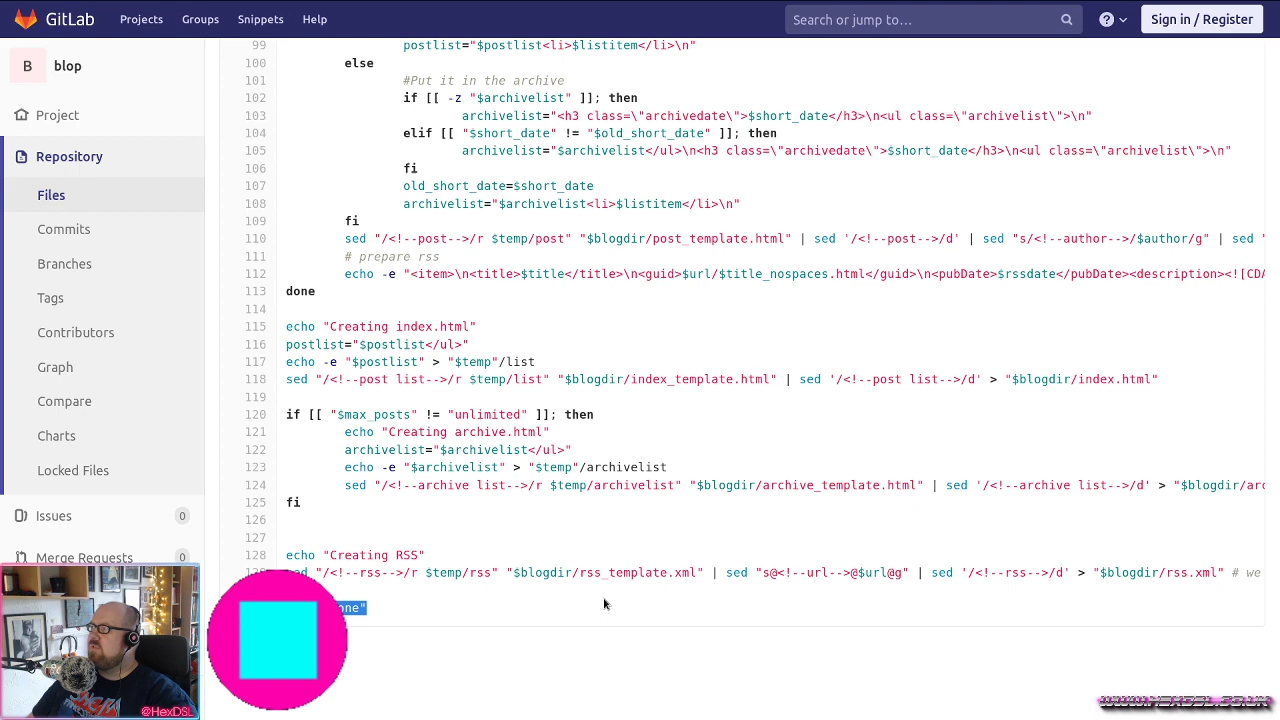 GitLab Projects Groups Snippets Help Search or jump to… Sign in / Register
B blop
Project
Repository
Files
Commits
Branches
Tags
Contributors
Graph
Compare
Charts
Locked Files
Issues 0
Merge Requests 0
99 postlist="$postlist<li>$listitem</li>\n"
100 else
101 #Put it in the archive
102 if [[ -z "$archivelist" ]]; then
103 archivelist="<h3 class=\"archivedate\">$short_date</h3>\n<ul class=\"archivelist\">\n"
104 elif [[ "$short_date" != "$old_short_date" ]]; then
105 archivelist="$archivelist</ul>\n<h3 class=\"archivedate\">$short_date</h3>\n<ul class=\"archivelist\">\n"
106 fi
107 old_short_date=$short_date
108 archivelist="$archivelist<li>$listitem</li>\n"
109 fi
110 sed "/<!--post-->/r $temp/post" "$blogdir/post_template.html" | sed '/<!--post-->/d' | sed "s/<!--author-->/$author/g" | sed '
111 # prepare rss
112 echo -e "<item>\n<title>$title</title>\n<guid>$url/$title_nospaces.html</guid>\n<pubDate>$rssdate</pubDate><description><![CDA
113 done
114
115 echo "Creating index.html"
116 postlist="$postlist</ul>"
117 echo -e "$postlist" > "$temp"/list
118 sed "/<!--post list-->/r $temp/list" "$blogdir/index_template.html" | sed '/<!--post list-->/d' > "$blogdir/index.html"
119
120 if [[ "$max_posts" != "unlimited" ]]; then
121 echo "Creating archive.html"
122 archivelist="$archivelist</ul>"
123 echo -e "$archivelist" > "$temp"/archivelist
124 sed "/<!--archive list-->/r $temp/archivelist" "$blogdir/archive_template.html" | sed '/<!--archive list-->/d' > "$blogdir/arc
125 fi
126
127
128 echo "Creating RSS"
"/<!--rss-->/r $temp/rss" "$blogdir/rss_template.xml" | sed "s@<!--url-->@$url@g" | sed '/<!--rss-->/d' > "$blogdir/rss.xml" # we
one"
@HexDSL
WWW.HEXDSL.CO.UK